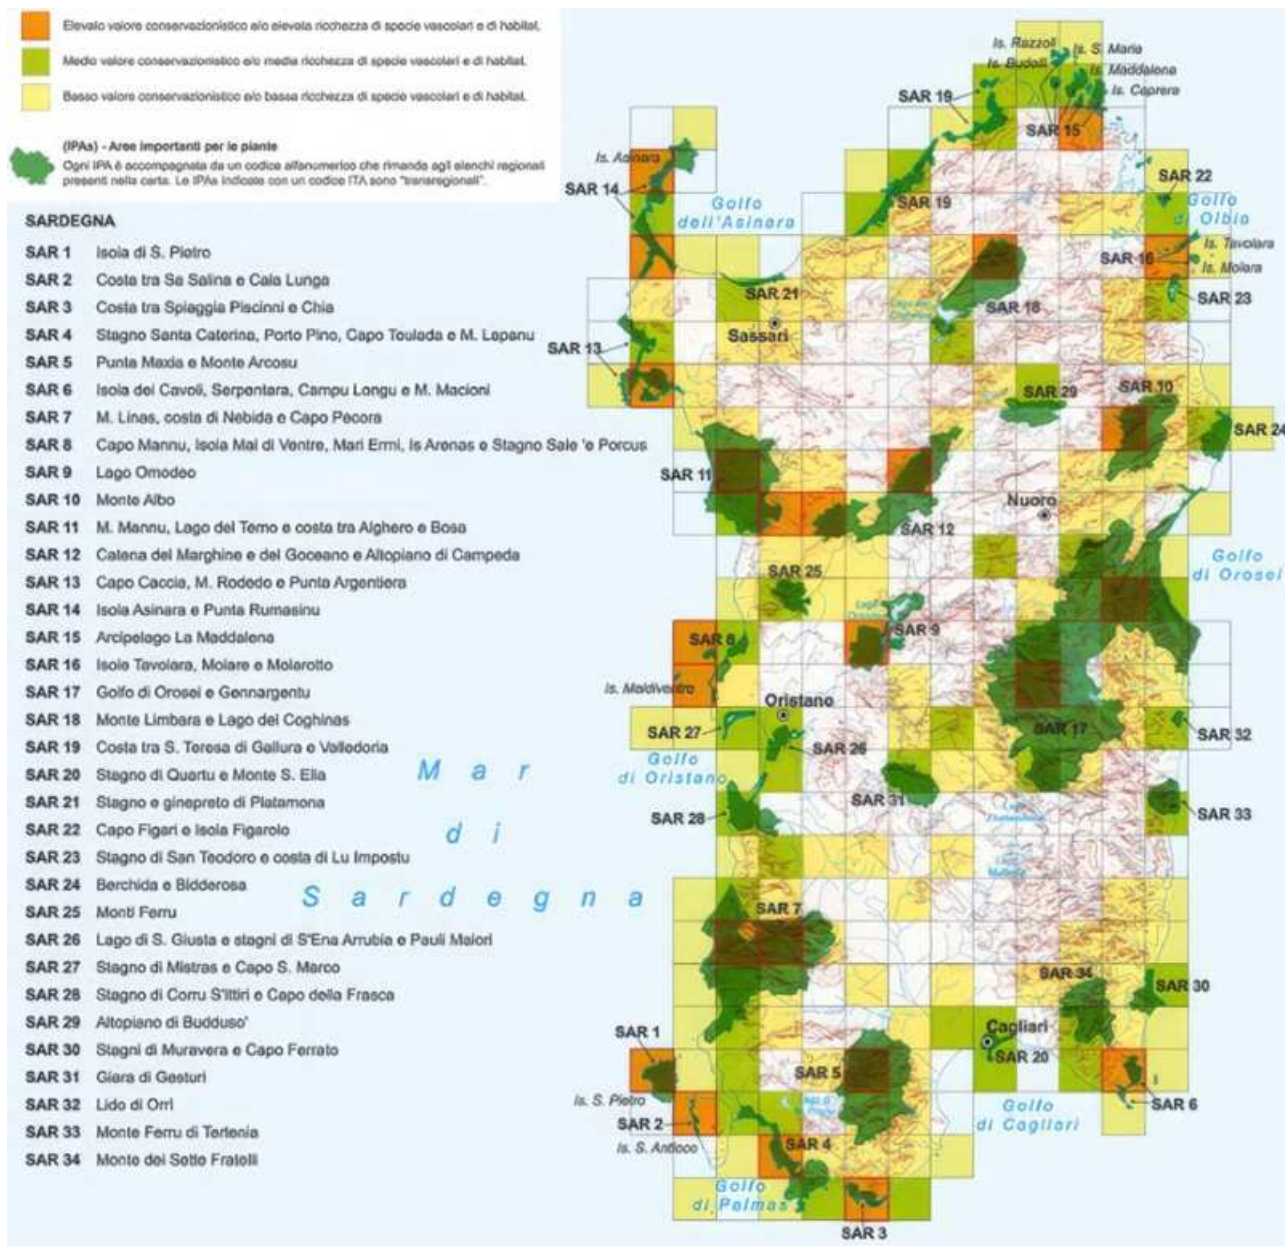 Elevato valore conservazionistico e/o elevata ricchezza di specie vascolari e di habitat.
Medio valore conservazionistico e/o media ricchezza di specie vascolari e di habitat.
Basso valore conservazionistico e/o bassa ricchezza di specie vascolari e di habitat.
(IPAs) - Aree importanti per le piante
Ogni IPA è accompagnata da un codice alfanumerico che rimanda agli elenchi regionali
presenti nella carta. Le IPAs indicate con un codice ITA sono "transregionali".
SARDEGNA
SAR 1 Isola di S. Pietro
SAR 2 Costa tra Sa Salina e Cala Lunga
SAR 3 Costa tra Spiaggia Piscinni e Chia
SAR 4 Stagno Santa Caterina, Porto Pino, Capo Teulada e M. Lapanu
SAR 5 Punta Maxia e Monte Arcosu
SAR 6 Isola dei Cavoli, Serpentara, Campu Longu e M. Macioni
SAR 7 M. Linas, costa di Nebida e Capo Pecora
SAR 8 Capo Mannu, Isola Mal di Ventre, Mari Ermi, Is Arenas e Stagno Sale 'e Porcus
SAR 9 Lago Omodeo
SAR 10 Monte Albo
SAR 11 M. Mannu, Lago del Temo e costa tra Alghero e Bosa
SAR 12 Catena del Marghine e del Goceano e Altopiano di Campeda
SAR 13 Capo Caccia, M. Rodedo e Punta Argentiera
SAR 14 Isola Asinara e Punta Rumasinu
SAR 15 Arcipelago La Maddalena
SAR 16 Isole Tavolara, Molare e Molarotto
SAR 17 Golfo di Orosei e Gennargentu
SAR 18 Monte Limbara e Lago del Coghinas
SAR 19 Costa tra S. Teresa di Gallura e Valledoria
SAR 20 Stagno di Quartu e Monte S. Elia
SAR 21 Stagno e ginepreto di Platamona
SAR 22 Capo Figari e Isola Figarolo
SAR 23 Stagno di San Teodoro e costa di Lu Impostu
SAR 24 Berchida e Bidderosa
SAR 25 Monti Ferru
SAR 26 Lago di S. Giusta e stagni di S'Ena Arrubia e Pauli Maiori
SAR 27 Stagno di Mistras e Capo S. Marco
SAR 28 Stagno di Corru S'Ittiri e Capo della Frasca
SAR 29 Altopiano di Budduso'
SAR 30 Stagni di Muravera e Capo Ferrato
SAR 31 Giara di Gesturi
SAR 32 Lido di Orrì
SAR 33 Monte Ferru di Tertenia
SAR 34 Monte dei Sette Fratelli
Mar
di
Sardegna
Is. Razzoli
Is. S. Maria
Is. Budelli
Is. Maddalena
Is. Caprera
SAR 19
SAR 15
Is. Asinara
SAR 14
SAR 22
Golfo
dell'Asinara
SAR 19
Golfo
di Olbia
Is. Tavolara
SAR 16
Is. Molara
SAR 21
SAR 18
SAR 23
Sassari
SAR 13
SAR 29
SAR 10
SAR 24
SAR 11
Nuoro
SAR 12
Golfo
di Orosei
SAR 25
Lago
SAR 9
SAR 8
Is. Maldiventre
Oristano
SAR 27
SAR 26
SAR 17
SAR 32
Golfo
di Oristano
SAR 31
SAR 28
SAR 33
SAR 7
SAR 34
SAR 30
SAR 1
Cagliari
SAR 20
SAR 5
Is. S. Pietro
SAR 6
SAR 2
Golfo
di Cagliari
Is. S. Antioco
SAR 4
Golfo
di Palmas
SAR 3